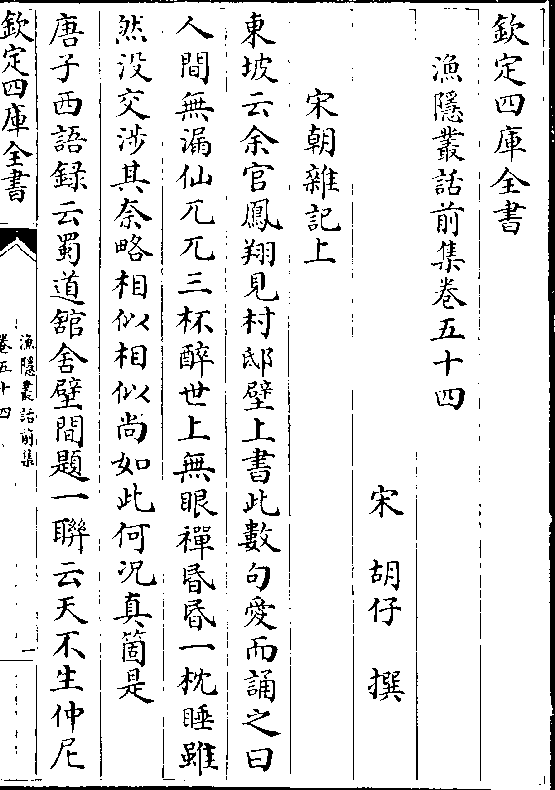 欽定四庫全書
漁隱叢話前集卷五十四
宋 胡仔 撰
宋朝雜記上
東坡云余官鳳翔見村邸壁上書此數句愛而誦之曰
人間無漏仙兀兀三杯醉世上無眼禪昏昏一枕睡雖
然没交涉其奈略相似相似尚如此何况真箇是
唐子西語録云蜀道舘舍壁間題一聯云天不生仲尼
欽定四庫全書
漁隱叢話前集
卷五十四
一